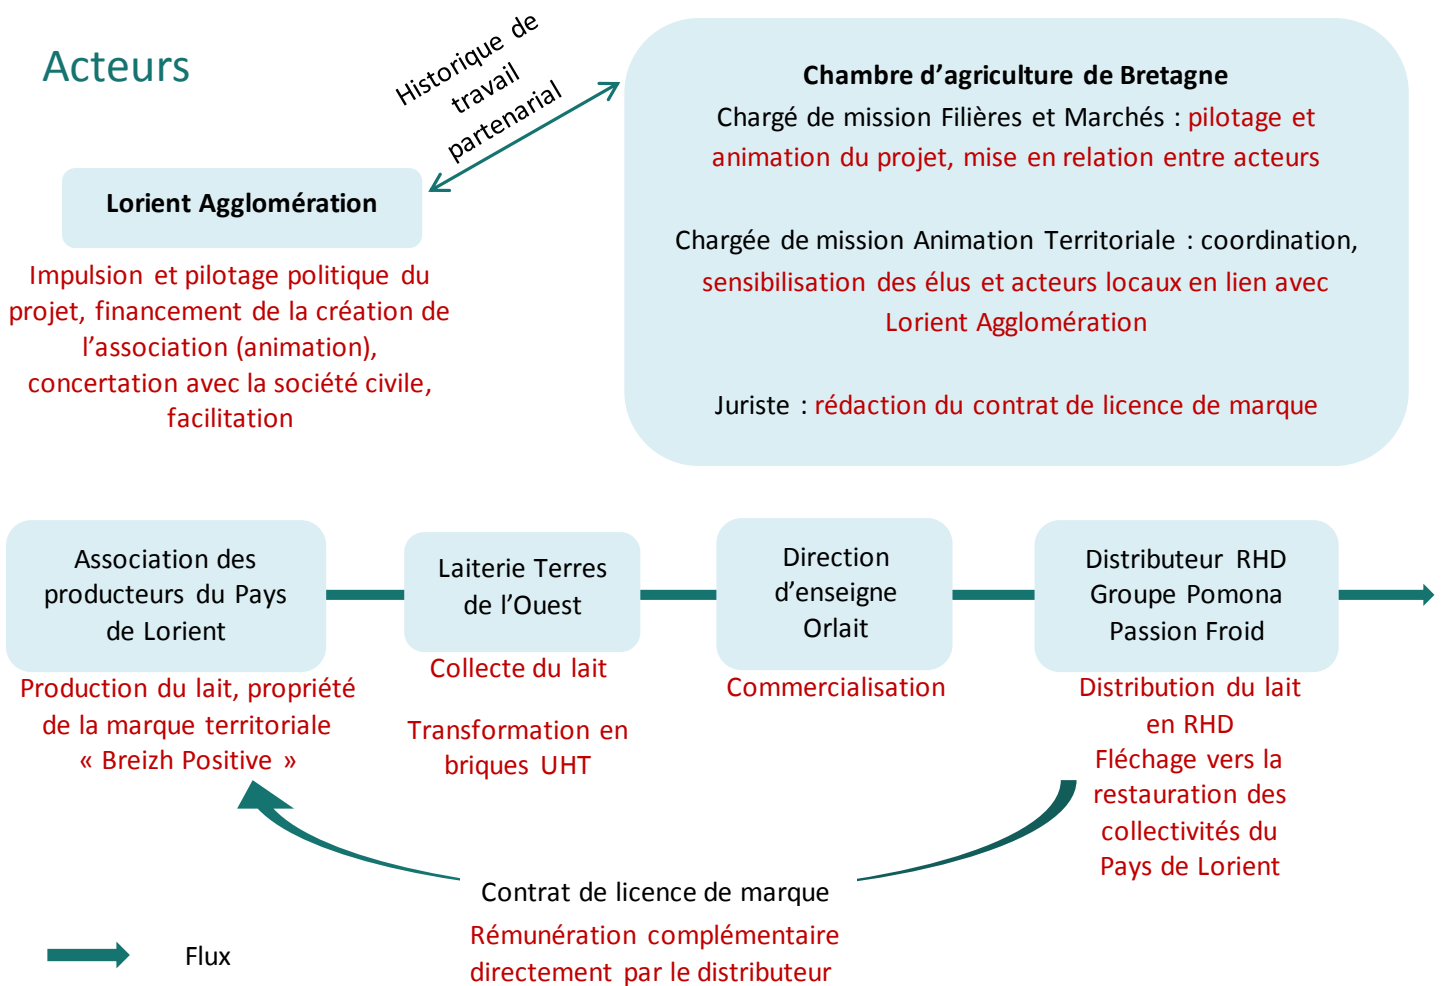 Acteurs
Historique de
travail
partenarial
Chambre d’agriculture de Bretagne
Chargé de mission Filières et Marchés : pilotage et
animation du projet, mise en relation entre acteurs
Chargée de mission Animation Territoriale : coordination,
sensibilisation des élus et acteurs locaux en lien avec
Lorient Agglomération
Juriste : rédaction du contrat de licence de marque
Lorient Agglomération
Impulsion et pilotage politique du
projet, financement de la création de
l’association (animation),
concertation avec la société civile,
facilitation
Association des
producteurs du Pays
de Lorient
Production du lait, propriété
de la marque territoriale
« Breizh Positive »
Laiterie Terres
de l’Ouest
Collecte du lait
Transformation en
briques UHT
Direction
d’enseigne
Orlait
Commercialisation
Distributeur RHD
Groupe Pomona
Passion Froid
Distribution du lait
en RHD
Fléchage vers la
restauration des
collectivités du
Pays de Lorient
Contrat de licence de marque
Rémunération complémentaire
directement par le distributeur
Flux